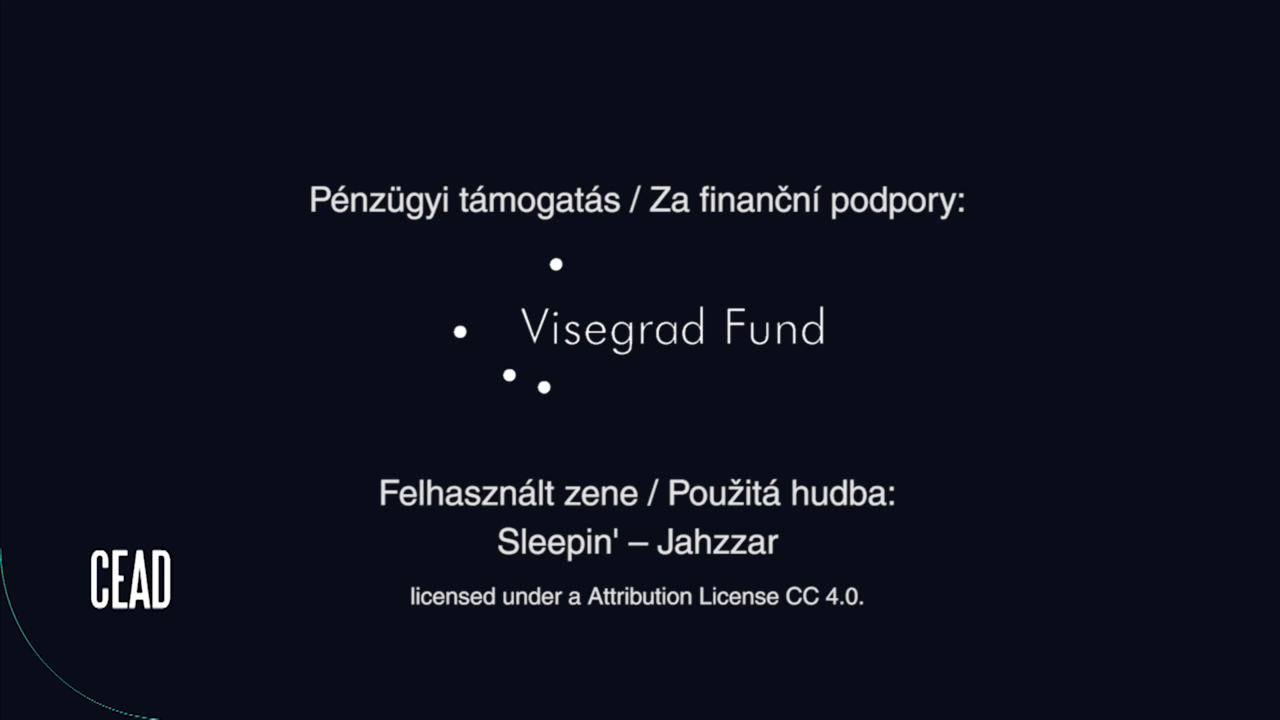 Pénzügyi támogatás / Za finanční podpory:
Visegrad Fund
Felhasznált zene / Použitá hudba:
Sleepin' – Jahzzar
licensed under a Attribution License CC 4.0.
CEAD